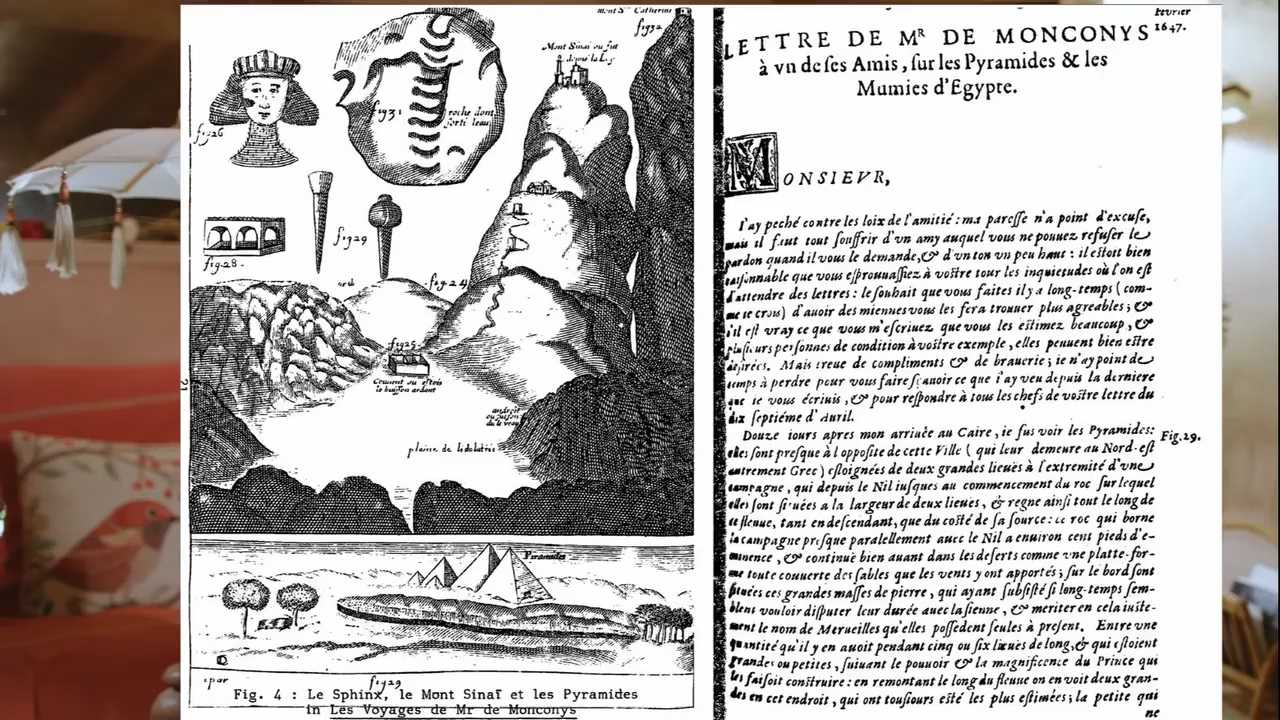 mont Ste Catherine
fig 32
Mont Sinai ou fut
donné la Loy
fig 26
fig 31
roche dont
sorti leau
fig 29
fig 28.
fig 24
fig 25
Couvent ou estois
le buisson ardent
plaine de lidolatrie
Piramides
fig 29
Fig. 4 : Le Sphinx, le Mont Sinaï et les Pyramides
in Les Voyages de Mr de Monconys
Février
1647.
LETTRE DE MR DE MONCONYS
à vn de ses Amis, sur les Pyramides & les
Mumies d'Egypte.
MONSIEVR,
I'ay peché contre les loix de l'amitié : ma paresse n'a point d'excuse,
mais il faut tout souffrir d'vn amy auquel vous ne pouuez refuser le
pardon quand il vous le demande, & d'vn ton vn peu haut : il estoit bien
raisonnable que vous esprouuassiez à vostre tour les inquietudes où l'on est
d'attendre des lettres : le souhait que vous faites il y a long-temps (com-
me ie crois) d'auoir des miennes vous les fera trouuer plus agreables ; &
s'il est vray ce que vous m'escriuez que vous les estimez beaucoup, &
plusieurs personnes de condition à vostre exemple, elles peuuent bien estre
desirées. Mais treue de compliments & de brauerie ; ie n'ay point de
temps à perdre pour vous faire sçauoir ce que i'ay veu depuis la derniere
que ie vous écriuis, & pour respondre à tous les chefs de vostre lettre du
dix septiéme d'Auril.
Douze iours apres mon arriuée au Caire, ie fus voir les Pyramides :
Fig. 29.
elles sont presque à l'opposite de cette Ville ( qui leur demeure au Nord-est
autrement Grec ) esloignées de deux grandes lieuës à l'extremité d'vne
campagne, qui depuis le Nil iusques au commencement du roc sur lequel
elles sont situées a la largeur de deux lieuës, & regne ainsi tout le long de
ce fleuue, tant en descendant, que du costé de sa source : ce roc qui borne
la campagne presque parallelement auec le Nil a enuiron cent pieds d'e-
minence, & continuë bien auant dans les deserts comme vne platte-for-
me toute couuerte des sables que les vents y ont apportés ; sur le bord sont
situées ces grandes masses de pierre, qui ayant subsisté si long-temps sem-
blent vouloir disputer leur durée auec la sienne, & meriter en cela iuste-
ment le nom de Merueilles qu'elles possedent seules à present. Entre vne
quantité qu'il y en auoit pendant cinq ou six lieuës de long, & qui estoient
grandes ou petites, suiuant le pouuoir & la magnificence du Prince qui
les faisoit construire : en remontant le long du fleuue on en voit deux gran-
des en cet endroit, qui ont tousiours esté les plus estimées ; la petite qui
ne